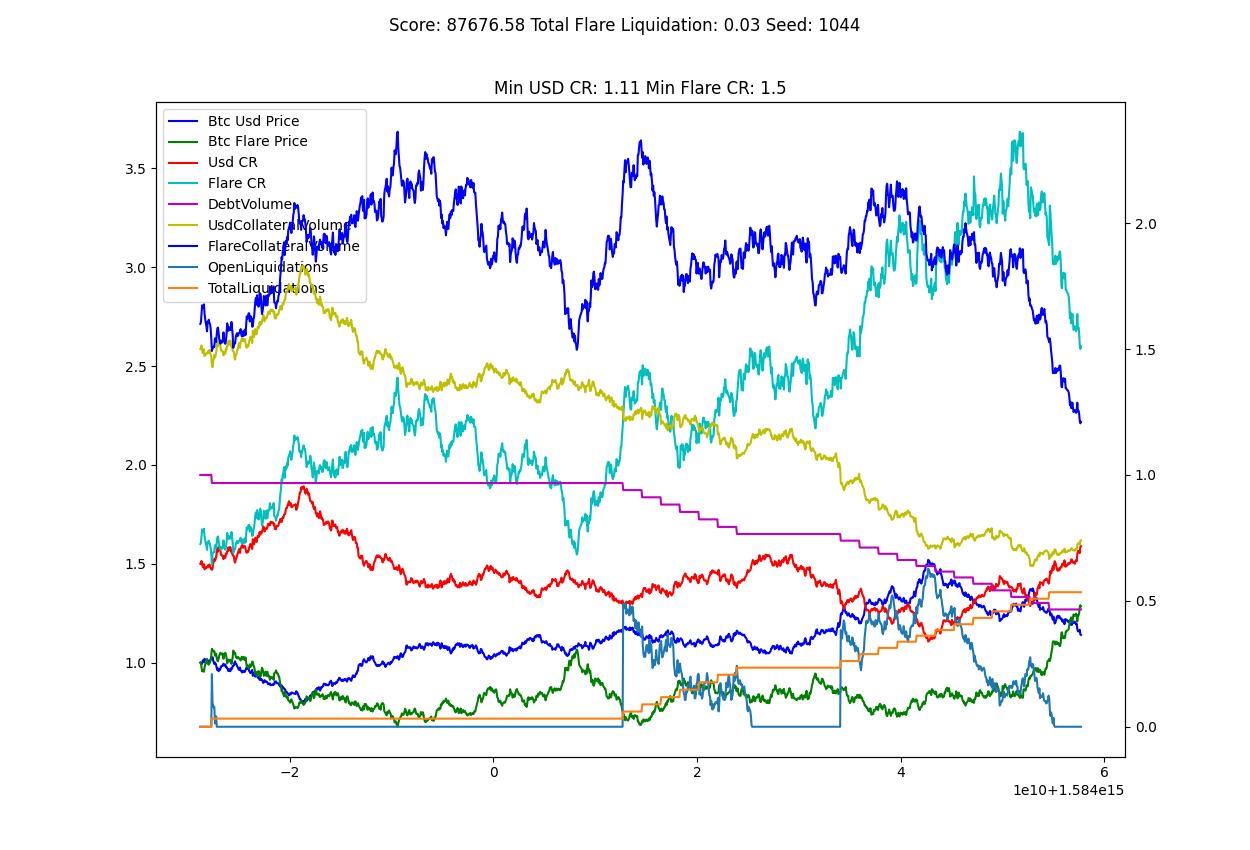 Score: 87676.58 Total Flare Liquidation: 0.03 Seed: 1044
Min USD CR: 1.11 Min Flare CR: 1.5
Btc Usd Price
Btc Flare Price
Usd CR
Flare CR
DebtVolume
UsdCollateralVolume
FlareCollateralVolume
OpenLiquidations
TotalLiquidations
3.5
3.0
2.5
2.0
1.5
1.0
2.0
1.5
1.0
0.5
0.0
−2
0
2
4
6
1e10+1.584e15